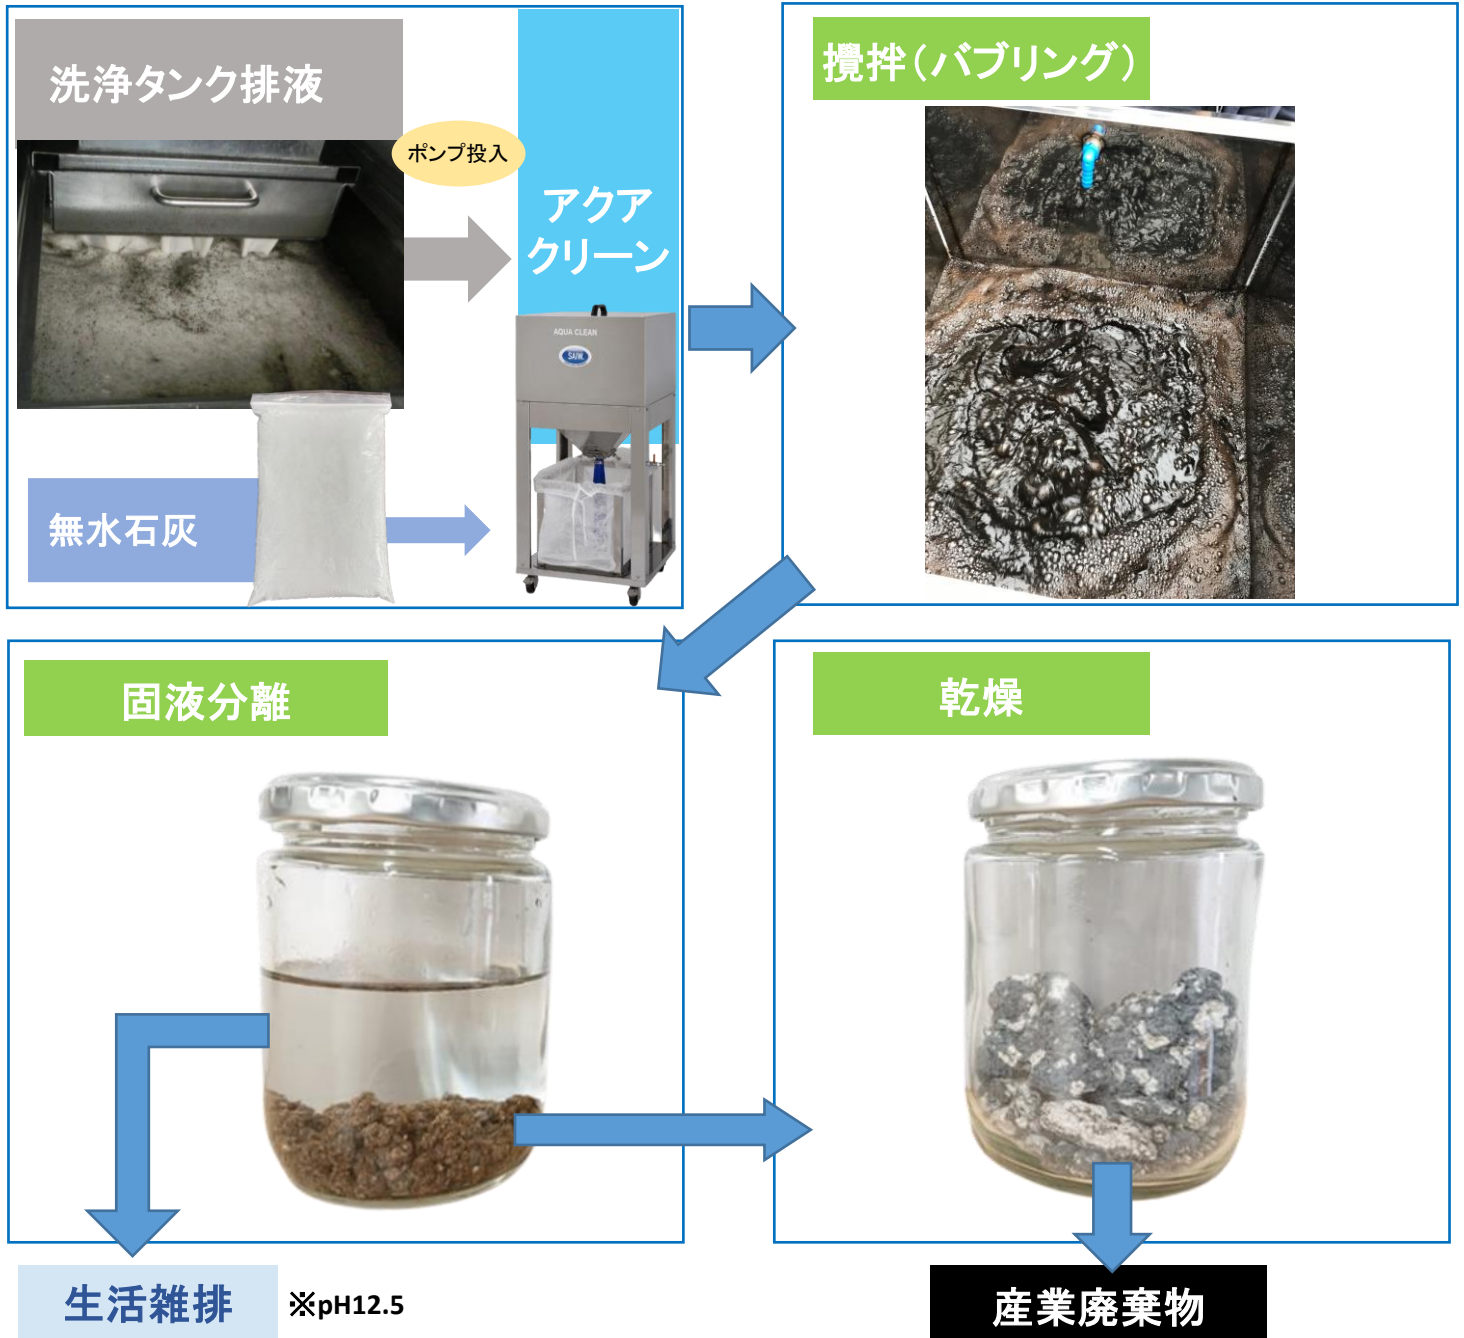 洗浄タンク排液
ポンプ投入
アクア
クリーン
AQUA CLEAN
SAIW.
無水石灰
攪拌（バブリング）
固液分離
乾燥
生活雑排
※pH12.5
産業廃棄物